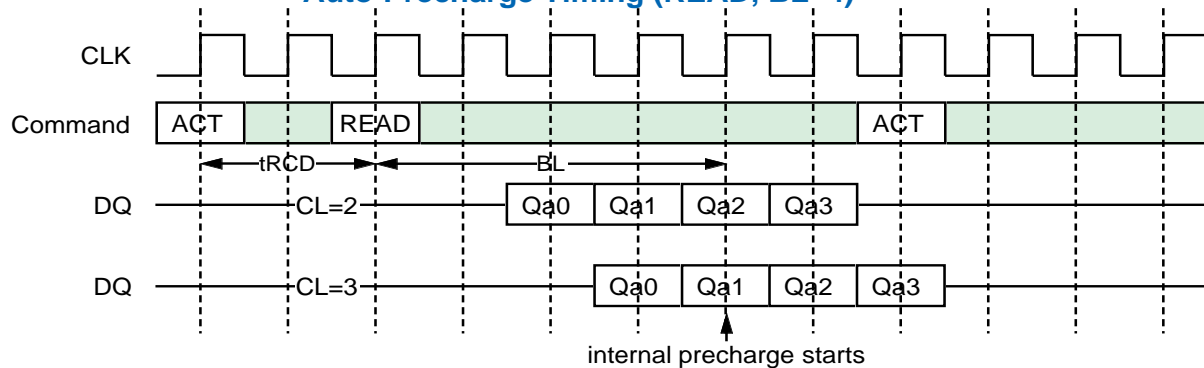 Auto Precharge Timing (READ, BL=4)
CLK
Command ACT READ ACT
tRCD BL
DQ CL=2 Qa0 Qa1 Qa2 Qa3
DQ CL=3 Qa0 Qa1 Qa2 Qa3
internal precharge starts